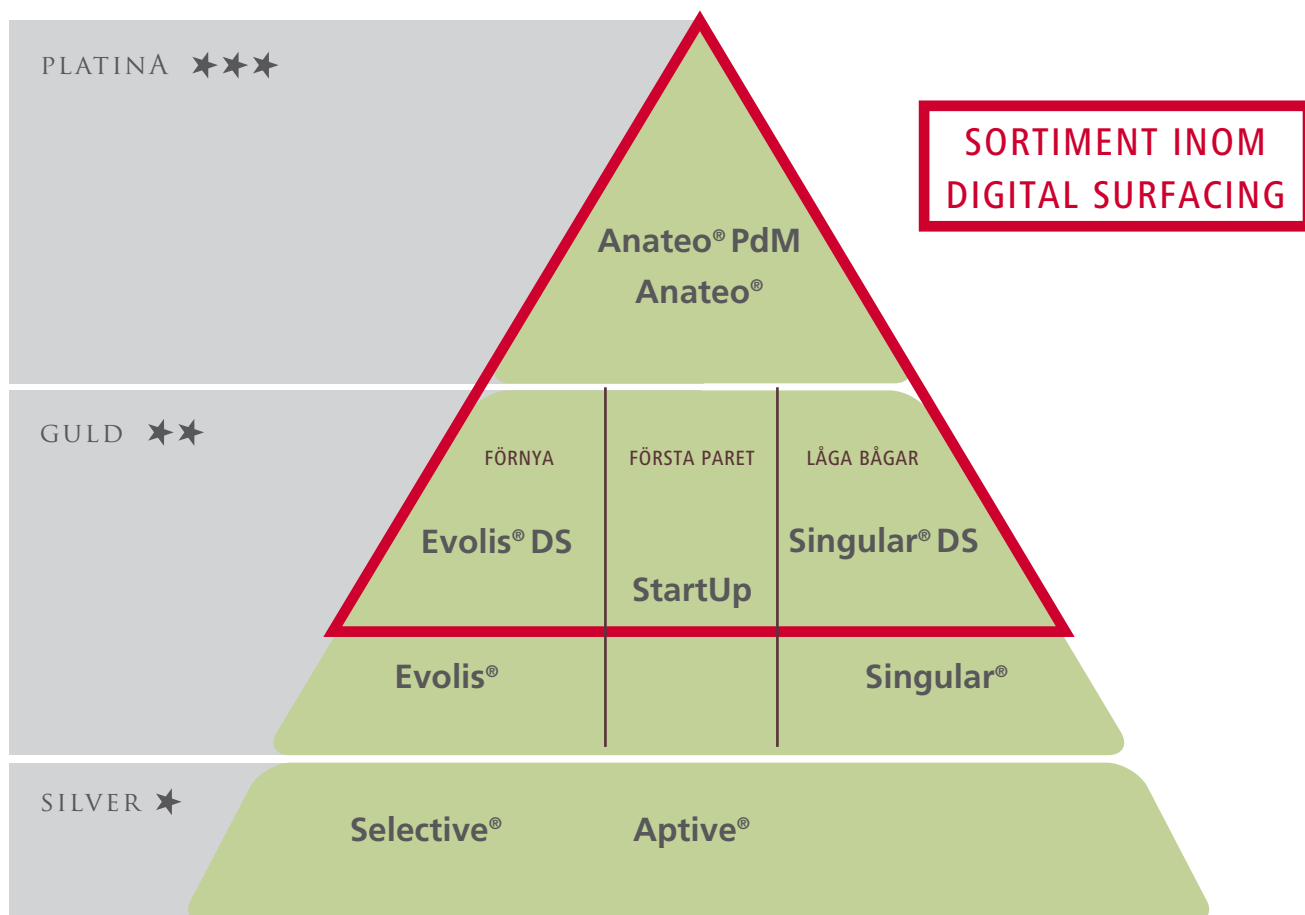 PLATINA ★★★
SORTIMENT INOM
DIGITAL SURFACING
Anateo® PdM
Anateo®
GULD ★★
FÖRNYA
FÖRSTA PARET
LÅGA BÅGAR
Evolis® DS
Singular® DS
StartUp
Evolis®
Singular®
SILVER ★
Selective®
Aptive®